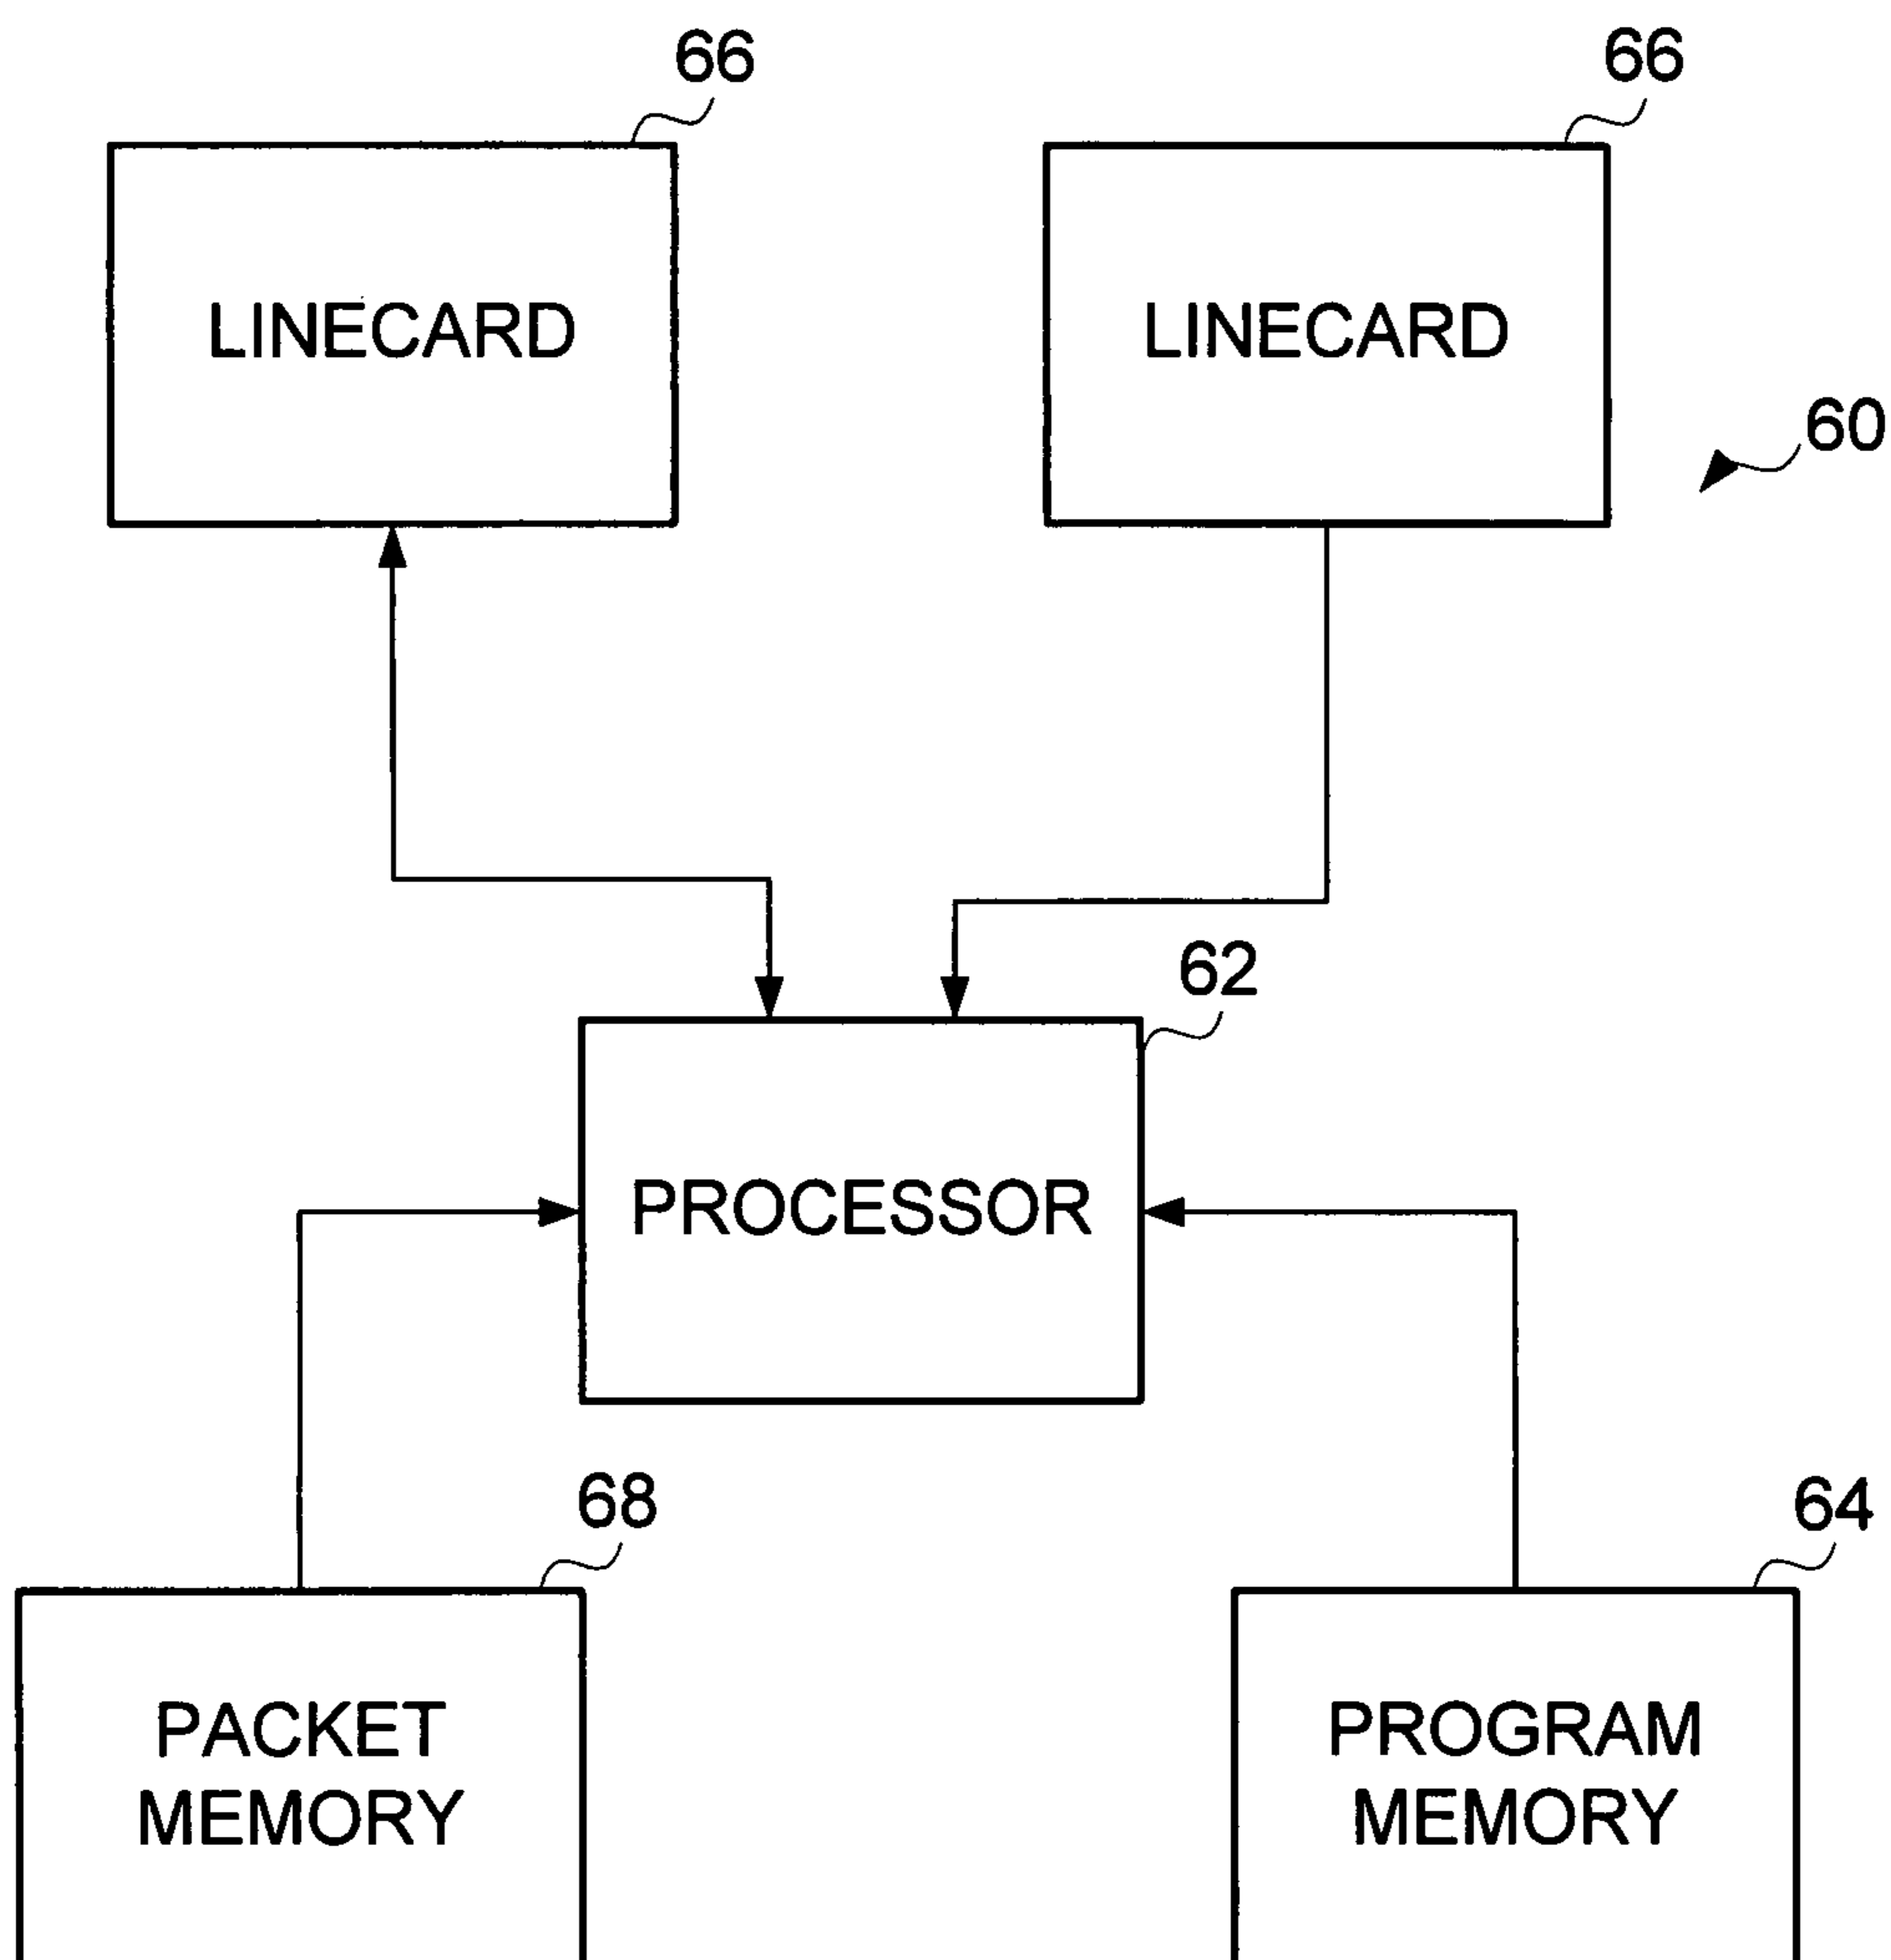 66
66
LINECARD
LINECARD
60
62
PROCESSOR
68
64
PACKET
MEMORY
PROGRAM
MEMORY